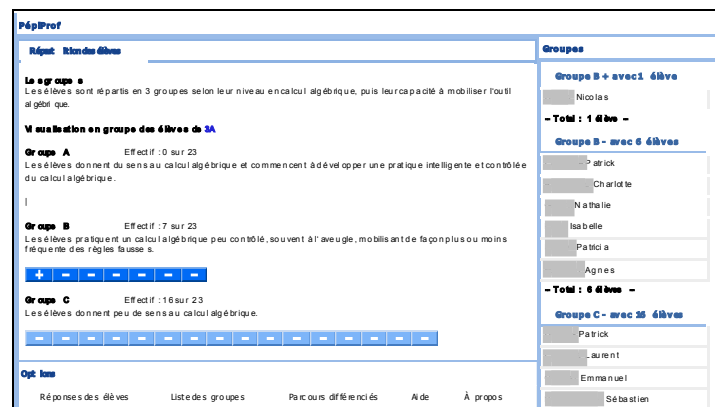 PépiProf
Répartition des élèves
Les groupes
Les élèves sont répartis en 3 groupes selon leur niveau en calcul algébrique, puis leur capacité à mobiliser l'outil
algébrique.
Visualisation en groupe des élèves de 3A
Groupe A Effectif : 0 sur 23
Les élèves donnent du sens au calcul algébrique et commencent à développer une pratique intelligente et contrôlée
du calcul algébrique.
Groupe B Effectif : 7 sur 23
Les élèves pratiquent un calcul algébrique peu contrôlé, souvent à l'aveugle, mobilisant de façon plus ou moins
fréquente des règles fausses.
+ − − − − − −
Groupe C Effectif : 16 sur 23
Les élèves donnent peu de sens au calcul algébrique.
− − − − − − − − − − − − − − − −
Options
Réponses des élèves Liste des groupes Parcours différenciés Aide À propos
Groupes
Groupe B + avec 1 élève
Nicolas
– Total : 1 élève –
Groupe B - avec 6 élèves
Patrick
Charlotte
Nathalie
Isabelle
Patricia
Agnes
– Total : 6 élèves –
Groupe C - avec 16 élèves
Patrick
Laurent
Emmanuel
Sébastien